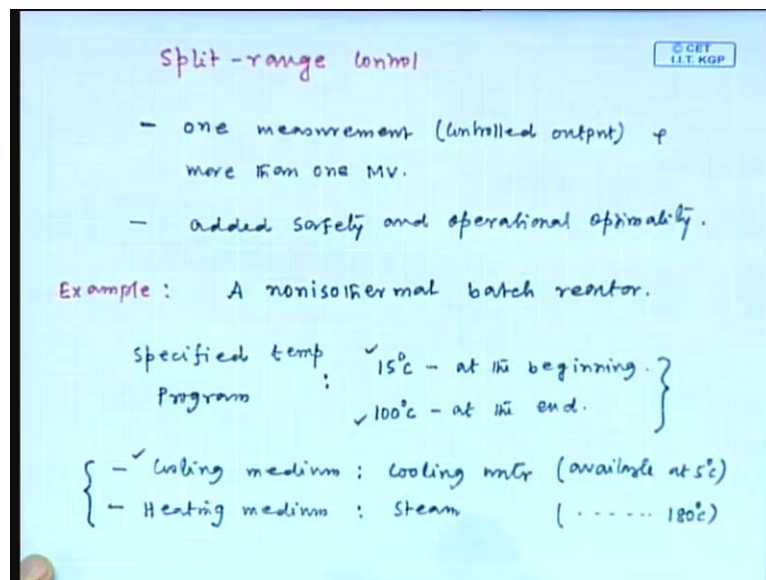 Split-range control
© CET
I.I.T. KGP
- one measurement (controlled output) &
more than one MV.
- added safety and operational optimality.
Example : A nonisothermal batch reactor.
Specified temp
Program : ✓15°c - at the beginning.
✓100°c - at the end.
- ✓Cooling medium : cooling wtr (available at 5°c)
- Heating medium : Steam ( - - - - - - 180°c)